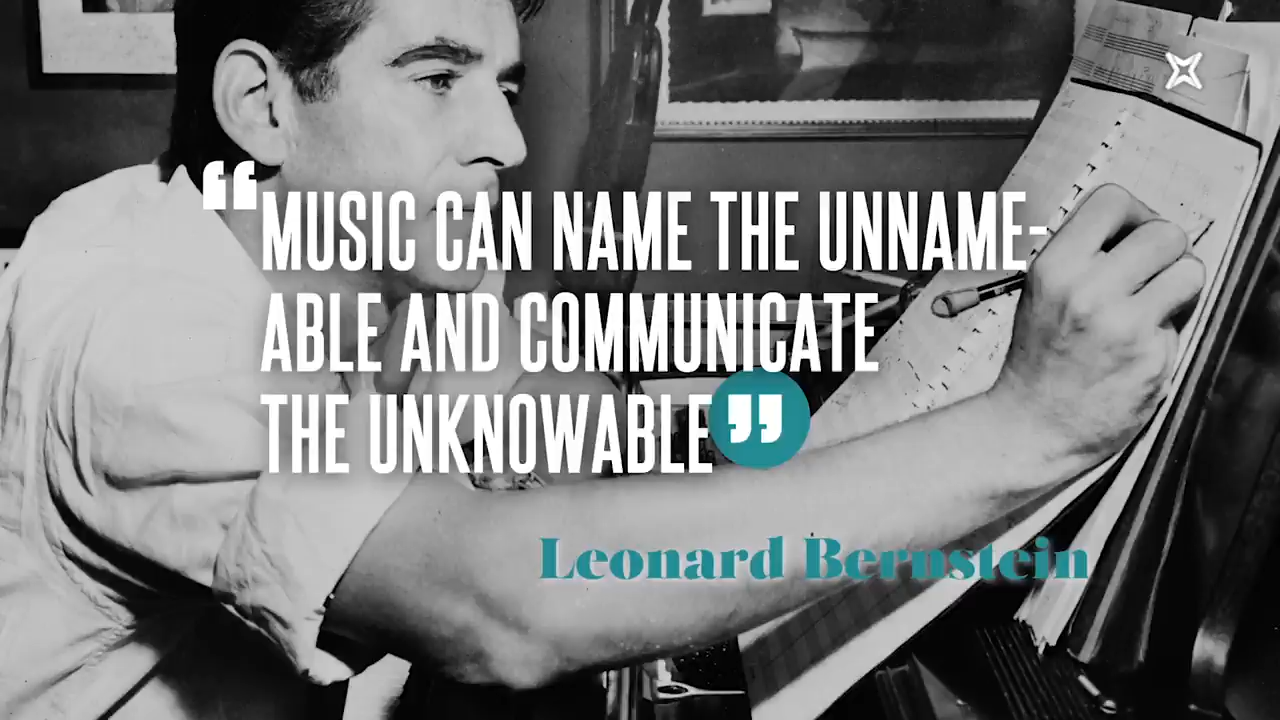 “MUSIC CAN NAME THE UNNAME-
ABLE AND COMMUNICATE
THE UNKNOWABLE”
Leonard Bernstein